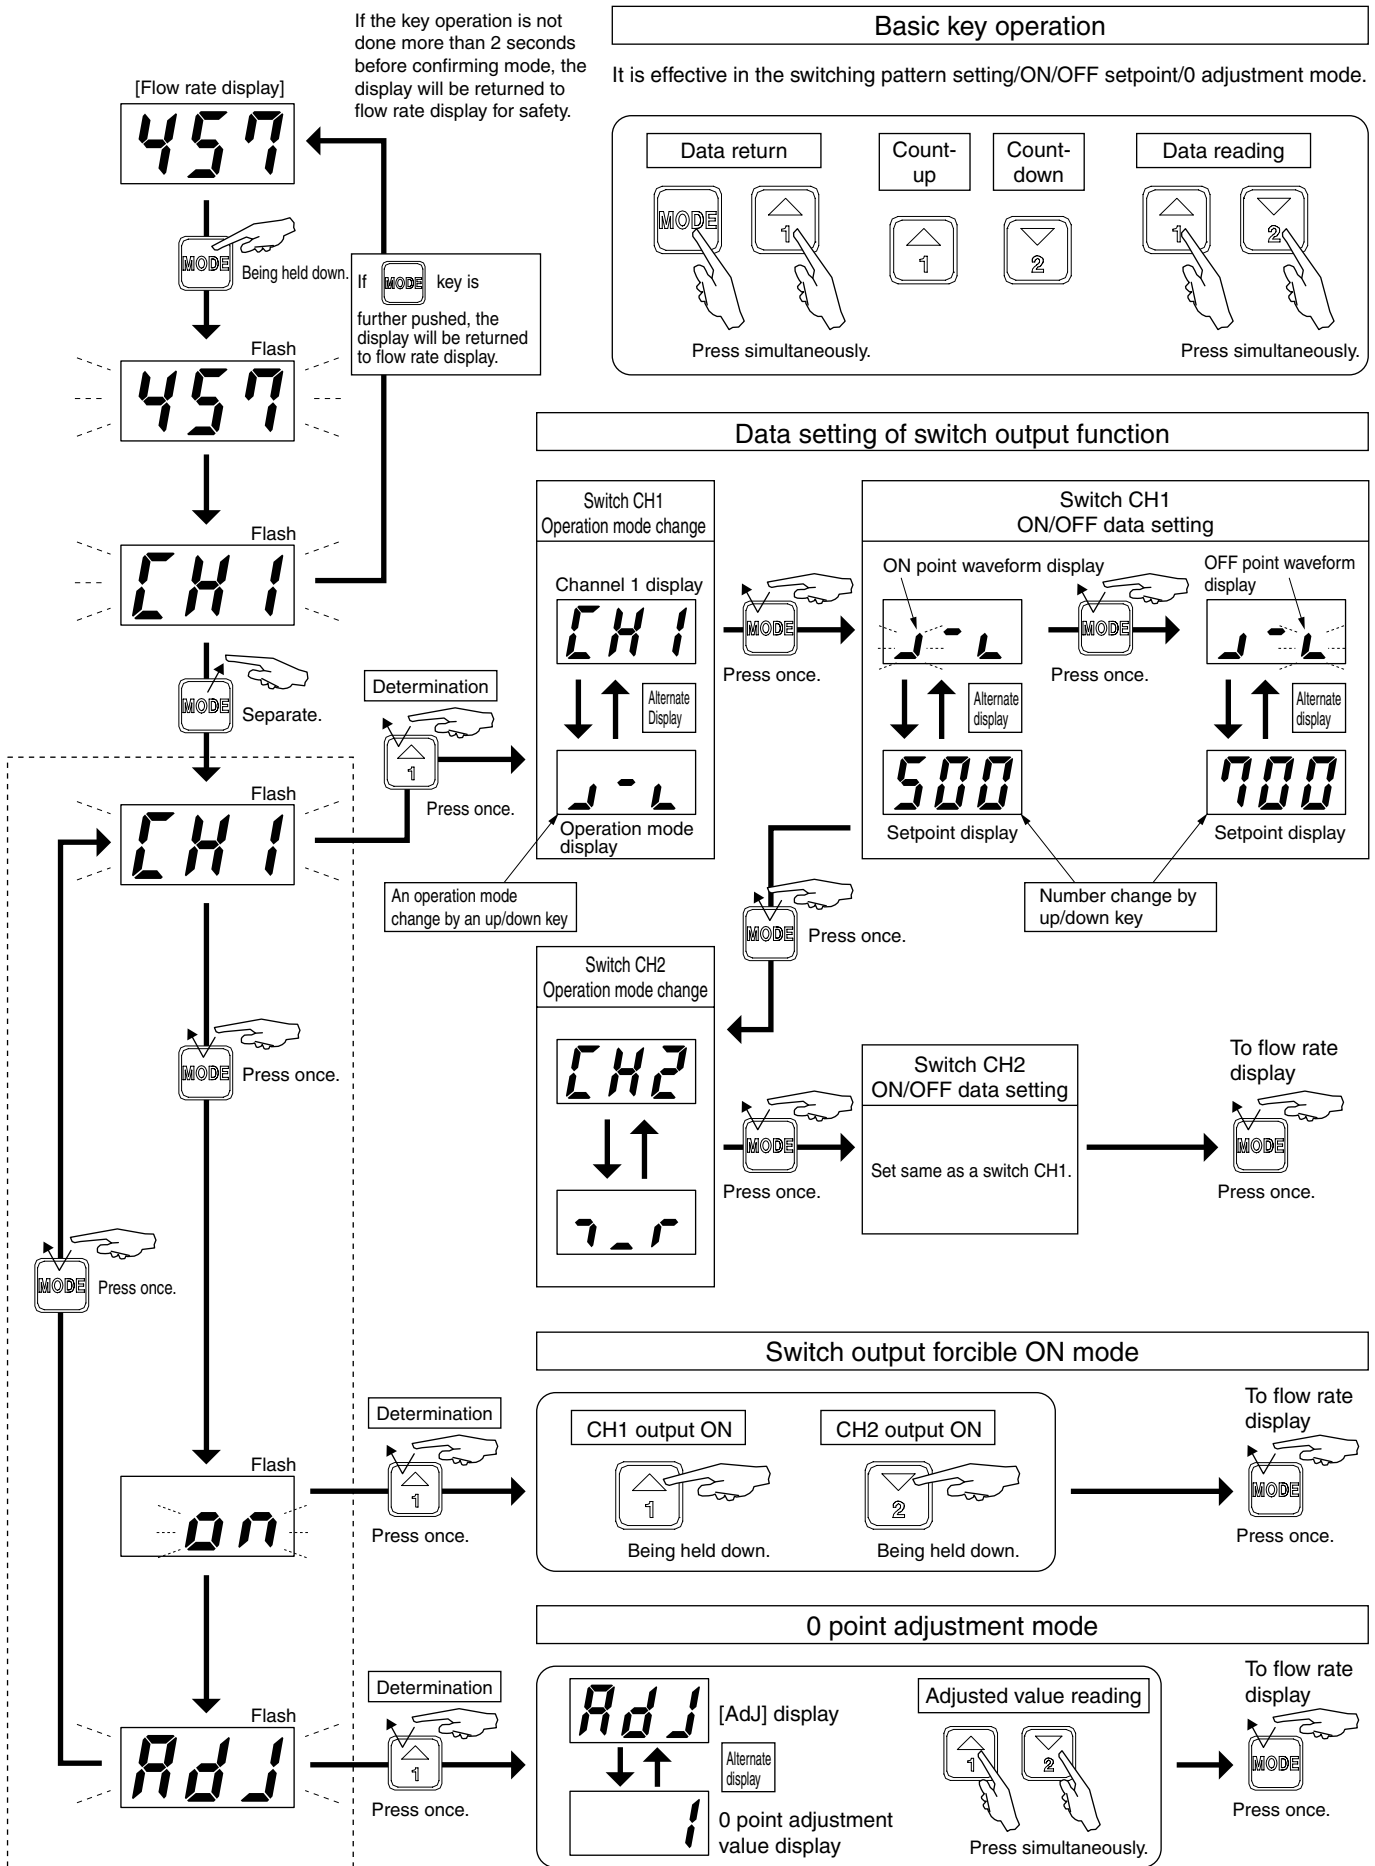 If the key operation is not
done more than 2 seconds
before confirming mode, the
display will be returned to
flow rate display for safety.
Basic key operation
It is effective in the switching pattern setting/ON/OFF setpoint/0 adjustment mode.
[Flow rate display]
457
Data return
Count-
up
Count-
down
Data reading
MODE
1
1
2
1
2
Press simultaneously.
Press simultaneously.
MODE
Being held down.
If MODE key is
further pushed, the
display will be returned
to flow rate display.
Flash
457
Flash
CH1
MODE
Separate.
Data setting of switch output function
Switch CH1
Operation mode change
Channel 1 display
CH1
Alternate
Display
Operation mode
display
An operation mode
change by an up/down key
MODE
Press once.
Switch CH1
ON/OFF data setting
ON point waveform display
OFF point waveform
display
MODE
Press once.
Alternate
display
Alternate
display
500
700
Setpoint display
Setpoint display
Number change by
up/down key
Determination
1
Press once.
Flash
CH1
MODE
Press once.
Switch CH2
Operation mode change
CH2
MODE
Press once.
Switch CH2
ON/OFF data setting
Set same as a switch CH1.
To flow rate
display
MODE
Press once.
MODE
Press once.
MODE
Press once.
Switch output forcible ON mode
Flash
on
Determination
1
Press once.
CH1 output ON
1
Being held down.
CH2 output ON
2
Being held down.
To flow rate
display
MODE
Press once.
0 point adjustment mode
Flash
AdJ
Determination
1
Press once.
AdJ
[AdJ] display
Alternate
display
1
0 point adjustment
value display
Adjusted value reading
1
2
Press simultaneously.
To flow rate
display
MODE
Press once.